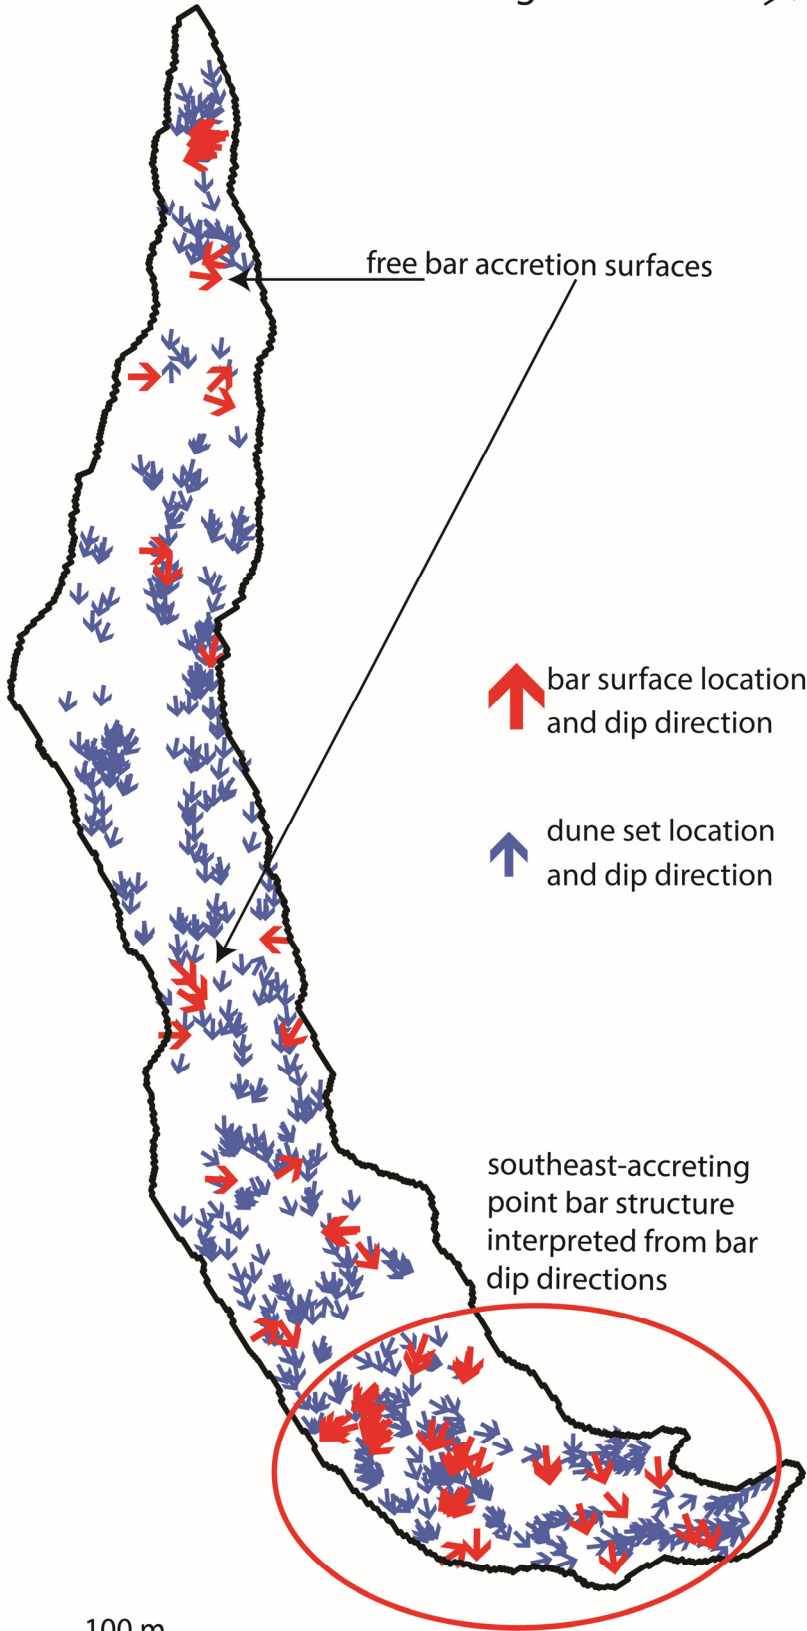 free bar accretion surfaces
bar surface location
and dip direction
dune set location
and dip direction
southeast-accreting
point bar structure
interpreted from bar
dip directions
100 m